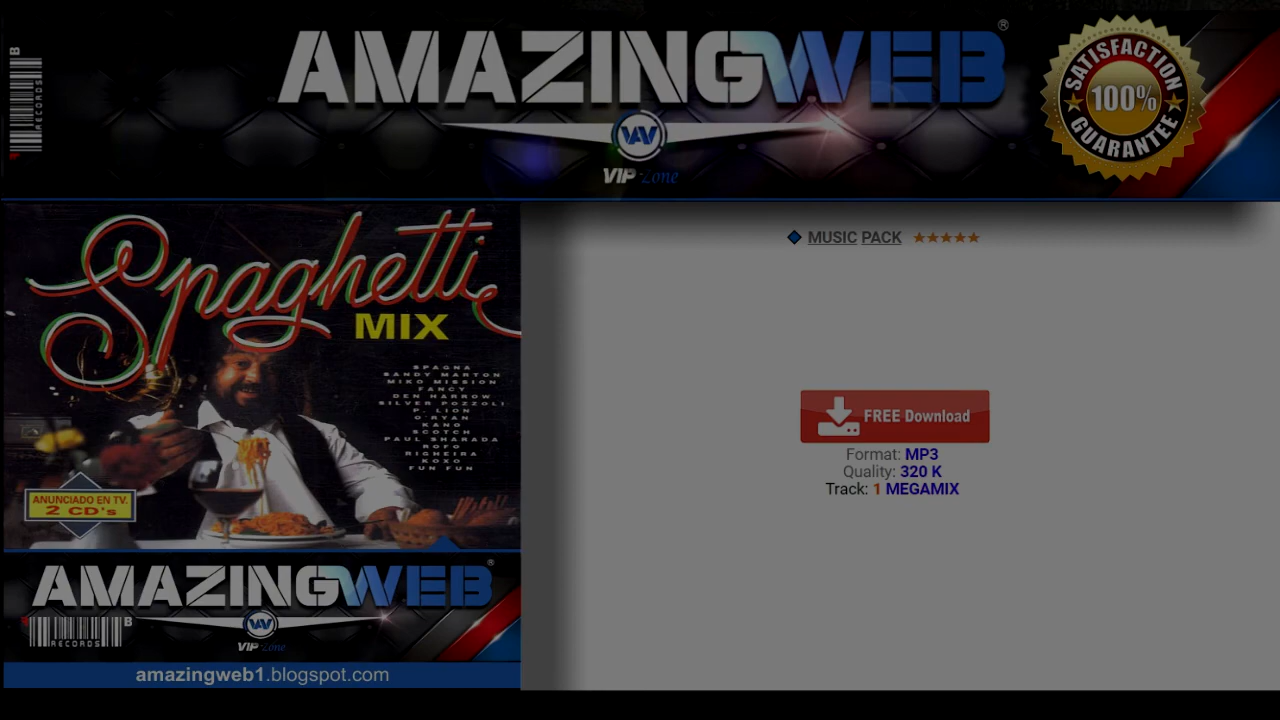 AMAZINGWEB®
B
RECORDS
VIP Zone
SATISFACTION
100%
GUARANTEE
Spaghetti
MIX
SPAGNA
SANDY MARTON
MIKO MISSION
FANCY
DEN HARROW
SILVER POZZOLI
P. LION
O'RYAN
KANO
SCOTCH
PAUL SHARADA
ROFO
RIGHEIRA
KOXO
FUN FUN
ANUNCIADO EN TV.
2 CD's
AMAZINGWEB®
B
RECORDS
VIP Zone
amazingweb1.blogspot.com
MUSIC PACK
FREE Download
Format: MP3
Quality: 320 K
Track: 1 MEGAMIX